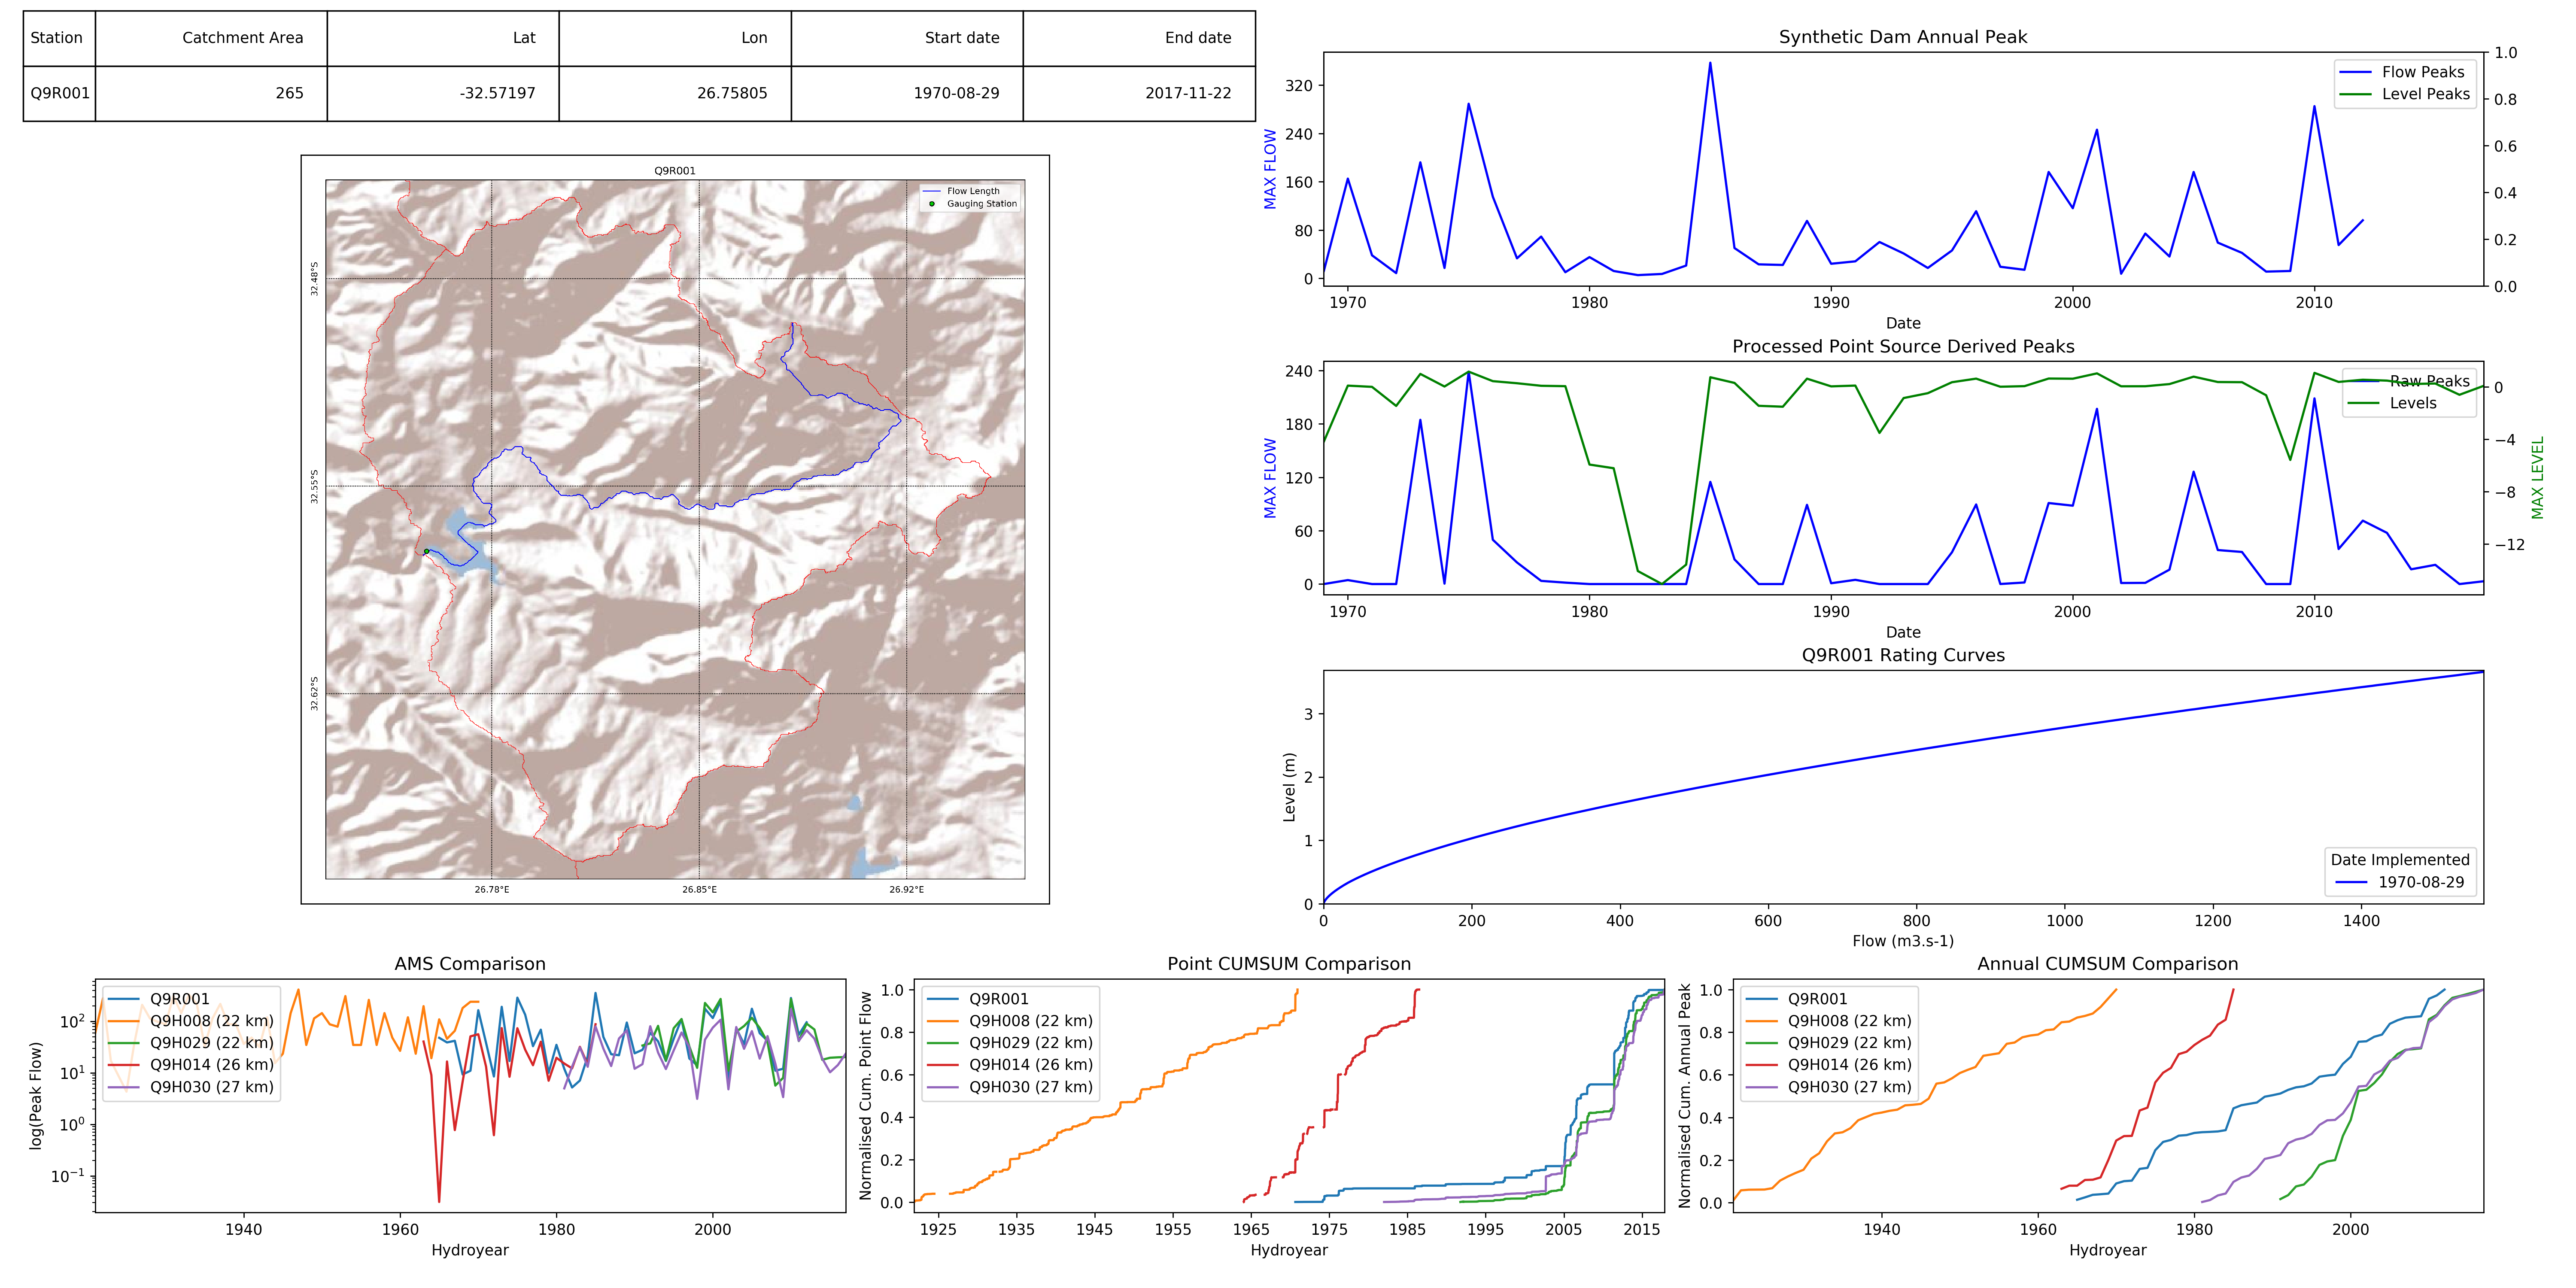 Station Catchment Area Lat Lon Start date End date
Q9R001 265 -32.57197 26.75805 1970-08-29 2017-11-22
Q9R001
Flow Length
Gauging Station
32.48°S
32.55°S
32.62°S
26.78°E 26.85°E 26.92°E
Synthetic Dam Annual Peak
MAX FLOW
320
240
160
80
0
Flow Peaks
Level Peaks
1.0
0.8
0.6
0.4
0.2
0.0
1970 1980 1990 2000 2010
Date
Processed Point Source Derived Peaks
MAX FLOW
240
180
120
60
0
Raw Peaks
Levels
0
−4
−8
−12
MAX LEVEL
1970 1980 1990 2000 2010
Date
Q9R001 Rating Curves
Level (m)
3
2
1
0
Date Implemented
1970-08-29
0 200 400 600 800 1000 1200 1400
Flow (m3.s-1)
AMS Comparison
log(Peak Flow)
10²
10¹
10⁰
10⁻¹
Q9R001
Q9H008 (22 km)
Q9H029 (22 km)
Q9H014 (26 km)
Q9H030 (27 km)
1940 1960 1980 2000
Hydroyear
Point CUMSUM Comparison
Normalised Cum. Point Flow
1.0
0.8
0.6
0.4
0.2
0.0
Q9R001
Q9H008 (22 km)
Q9H029 (22 km)
Q9H014 (26 km)
Q9H030 (27 km)
1925 1935 1945 1955 1965 1975 1985 1995 2005 2015
Hydroyear
Annual CUMSUM Comparison
Normalised Cum. Annual Peak
1.0
0.8
0.6
0.4
0.2
0.0
Q9R001
Q9H008 (22 km)
Q9H029 (22 km)
Q9H014 (26 km)
Q9H030 (27 km)
1940 1960 1980 2000
Hydroyear